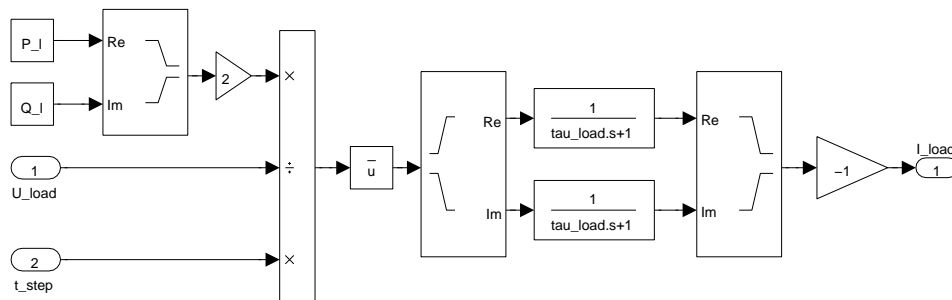 P_l
Q_l
Re
Im
2
×
÷
×
1
U_load
2
t_step
u
Re
Im
1
tau_load.s+1
1
tau_load.s+1
Re
Im
−1
I_load
1